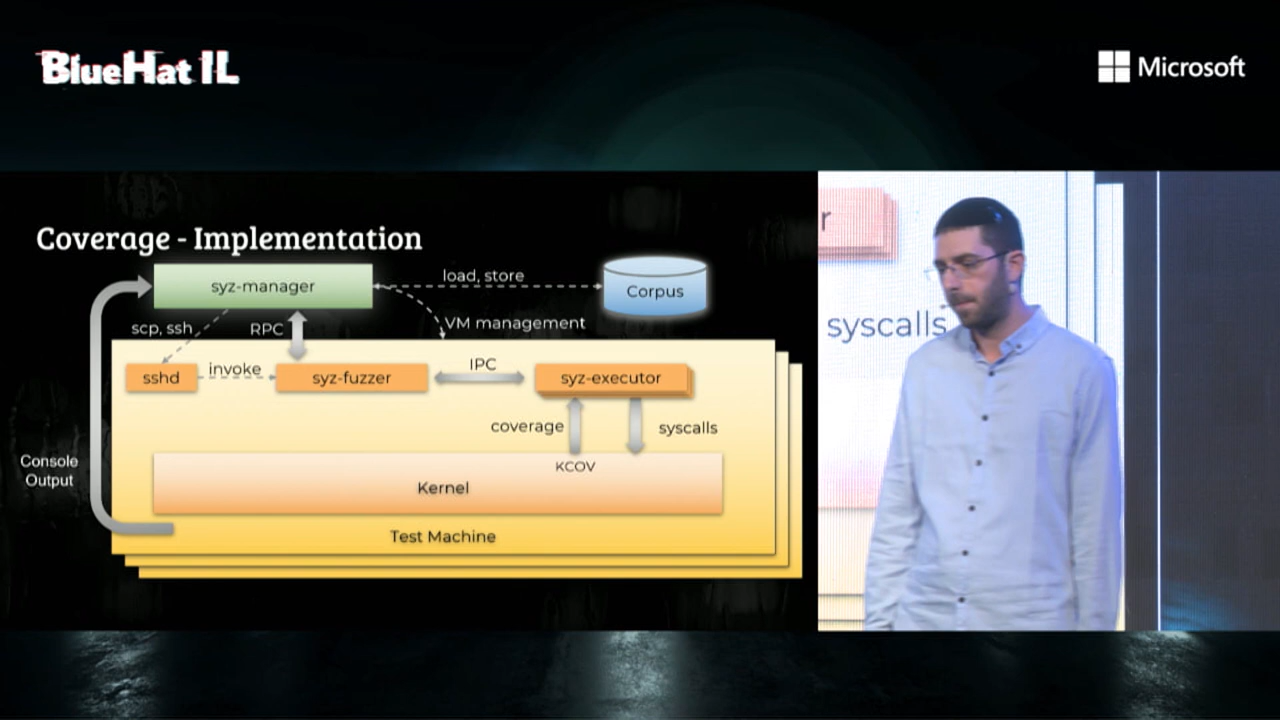 BlueHat IL
Microsoft
Coverage - Implementation
syz-manager
load, store
Corpus
scp, ssh
RPC
VM management
sshd
invoke
syz-fuzzer
IPC
syz-executor
coverage
syscalls
KCOV
Console
Output
Kernel
Test Machine
r
syscalls